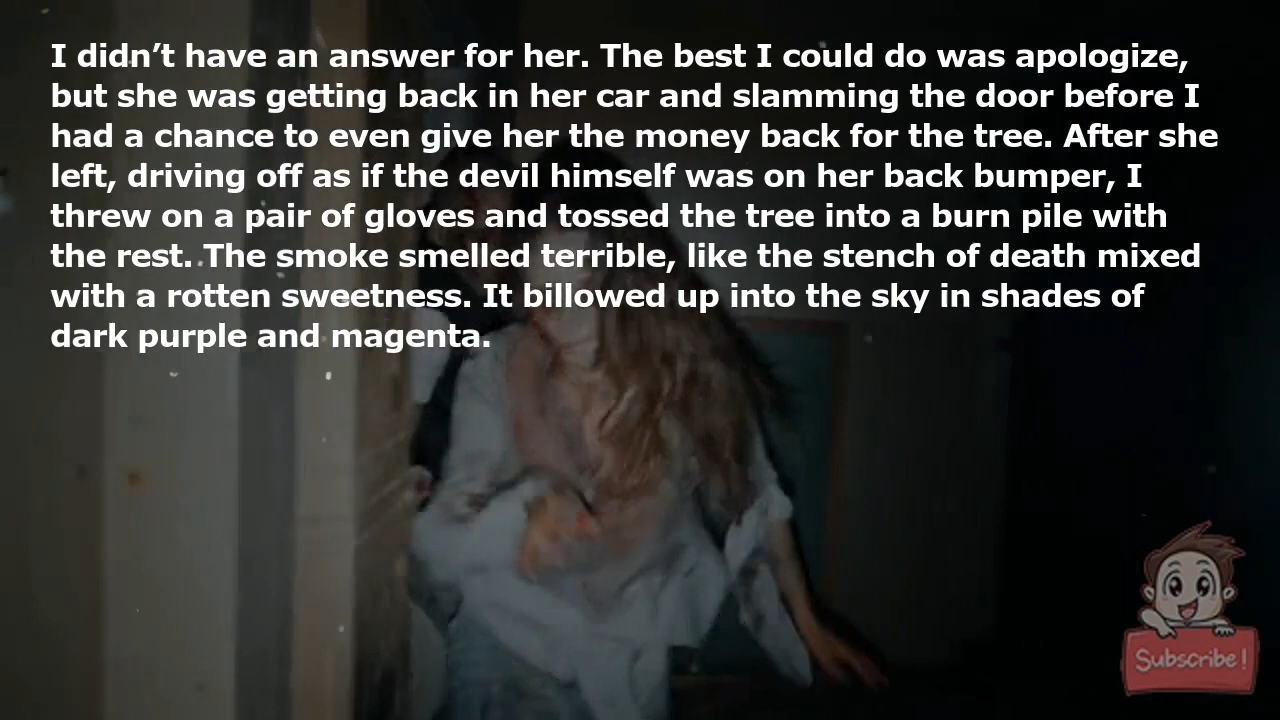 I didn’t have an answer for her. The best I could do was apologize,
but she was getting back in her car and slamming the door before I
had a chance to even give her the money back for the tree. After she
left, driving off as if the devil himself was on her back bumper, I
threw on a pair of gloves and tossed the tree into a burn pile with
the rest. The smoke smelled terrible, like the stench of death mixed
with a rotten sweetness. It billowed up into the sky in shades of
dark purple and magenta.
Subscribe!